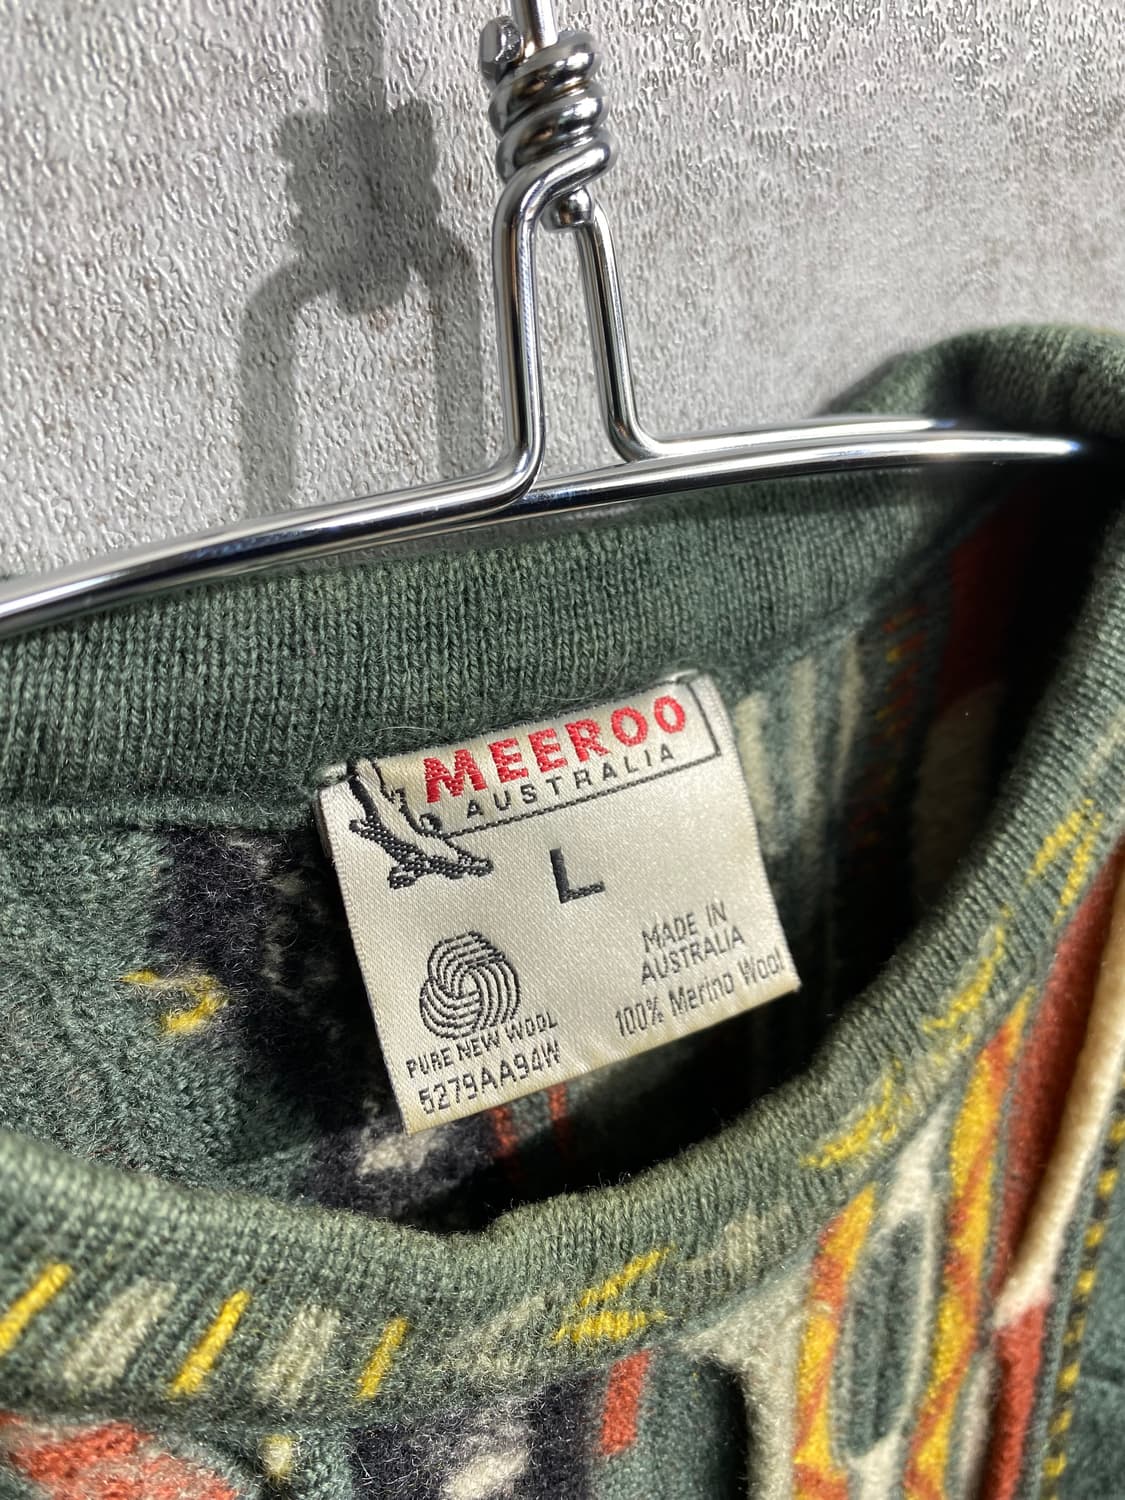 MEEROO
AUSTRALIA
L
PURE NEW WOOL
5279AA94W
MADE IN
AUSTRALIA
100% Merino Wool